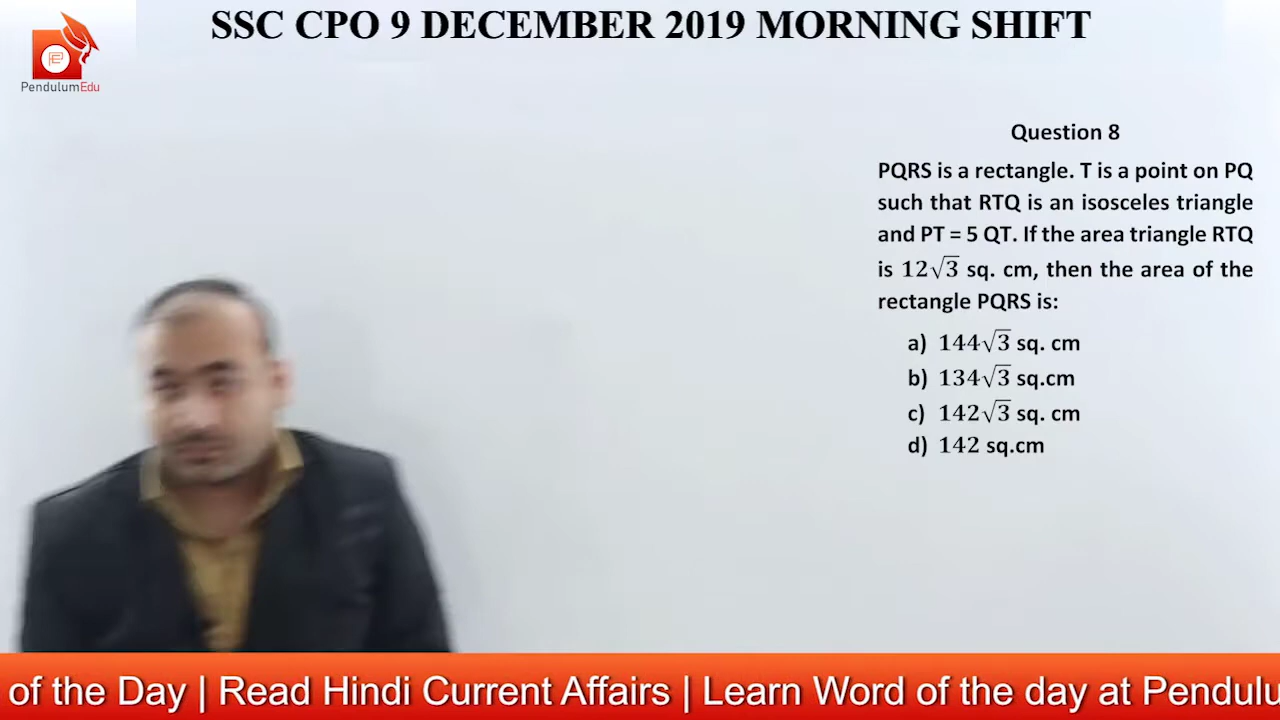 SSC CPO 9 DECEMBER 2019 MORNING SHIFT
PendulumEdu
Question 8
PQRS is a rectangle. T is a point on PQ
such that RTQ is an isosceles triangle
and PT = 5 QT. If the area triangle RTQ
is 12√3 sq. cm, then the area of the
rectangle PQRS is:
a) 144√3 sq. cm
b) 134√3 sq.cm
c) 142√3 sq. cm
d) 142 sq.cm
of the Day | Read Hindi Current Affairs | Learn Word of the day at Pendulu